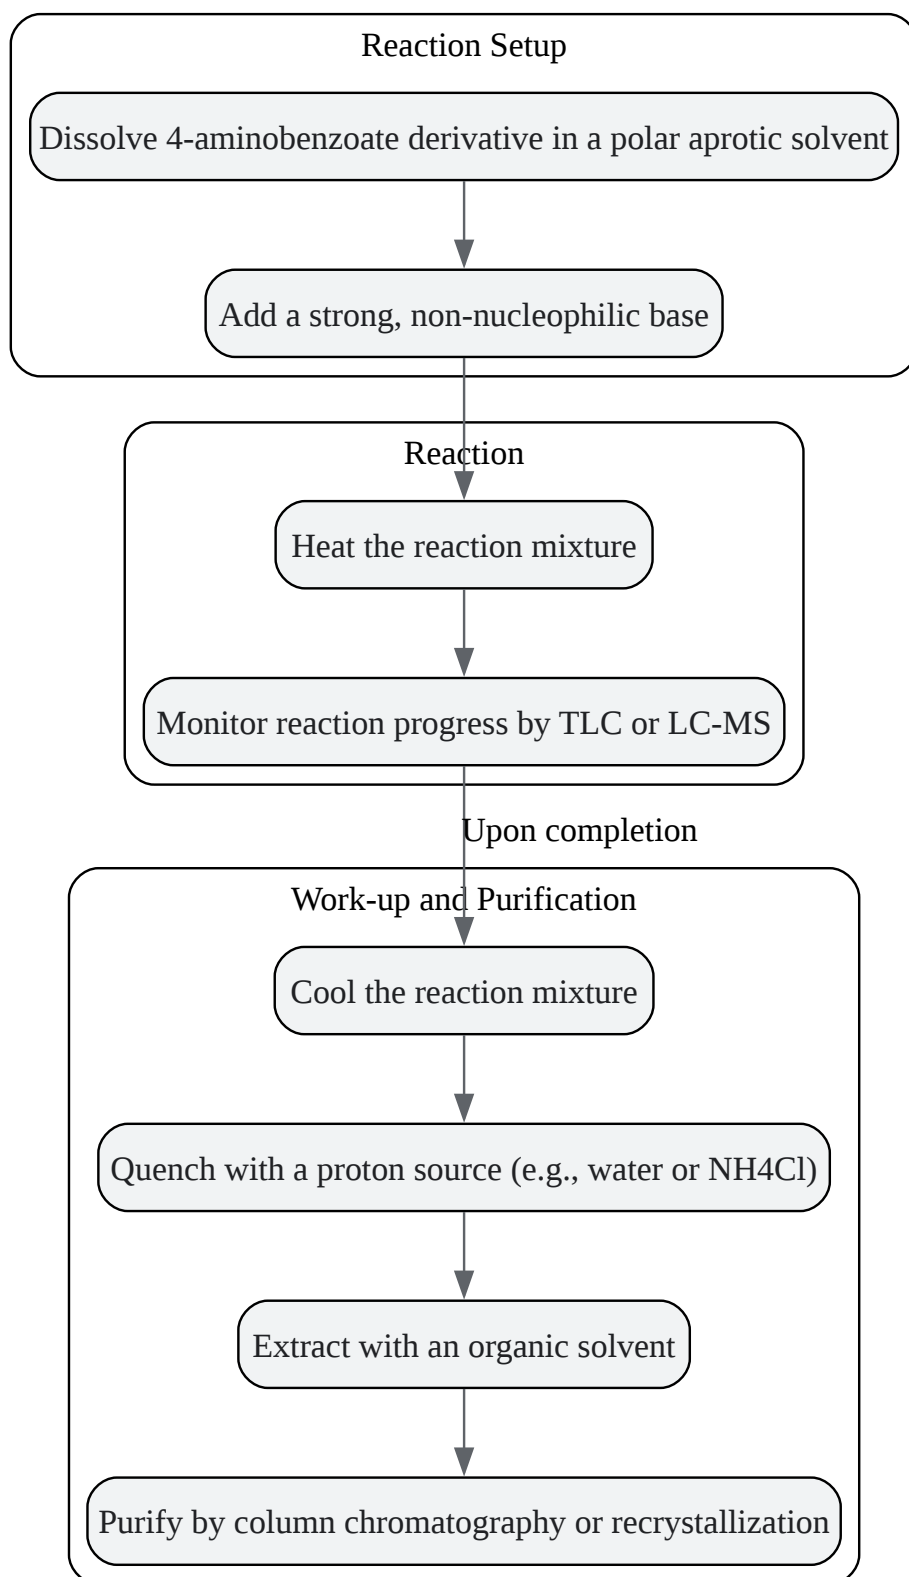 Reaction Setup
Dissolve 4-aminobenzoate derivative in a polar aprotic solvent
Add a strong, non-nucleophilic base
Reaction
Heat the reaction mixture
Monitor reaction progress by TLC or LC-MS
Upon completion
Work-up and Purification
Cool the reaction mixture
Quench with a proton source (e.g., water or NH4Cl)
Extract with an organic solvent
Purify by column chromatography or recrystallization